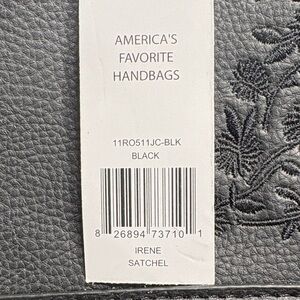 AMERICA'S
FAVORITE
HANDBAGS
11RO511JC-BLK
BLACK
8 26894 73710 1
IRENE
SATCHEL